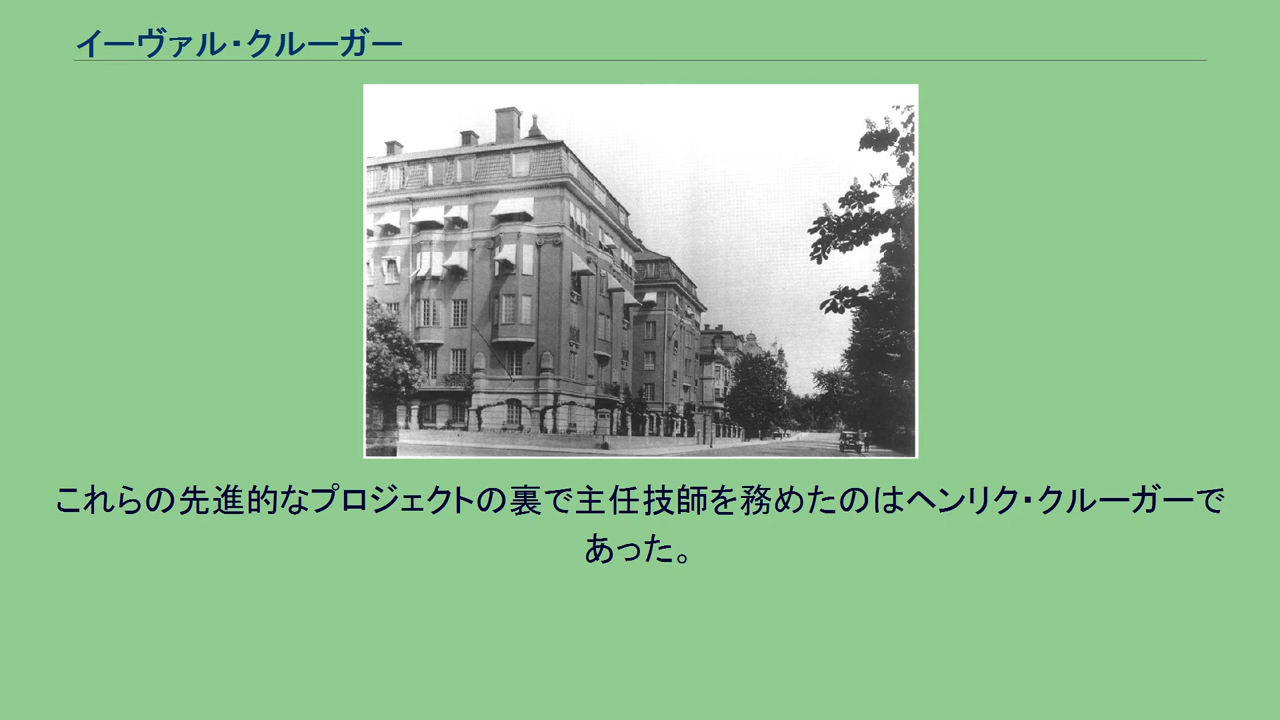 イーヴァル・クルーガー
これらの先進的なプロジェクトの裏で主任技師を務めたのはヘンリク・クルーガーで
あった。